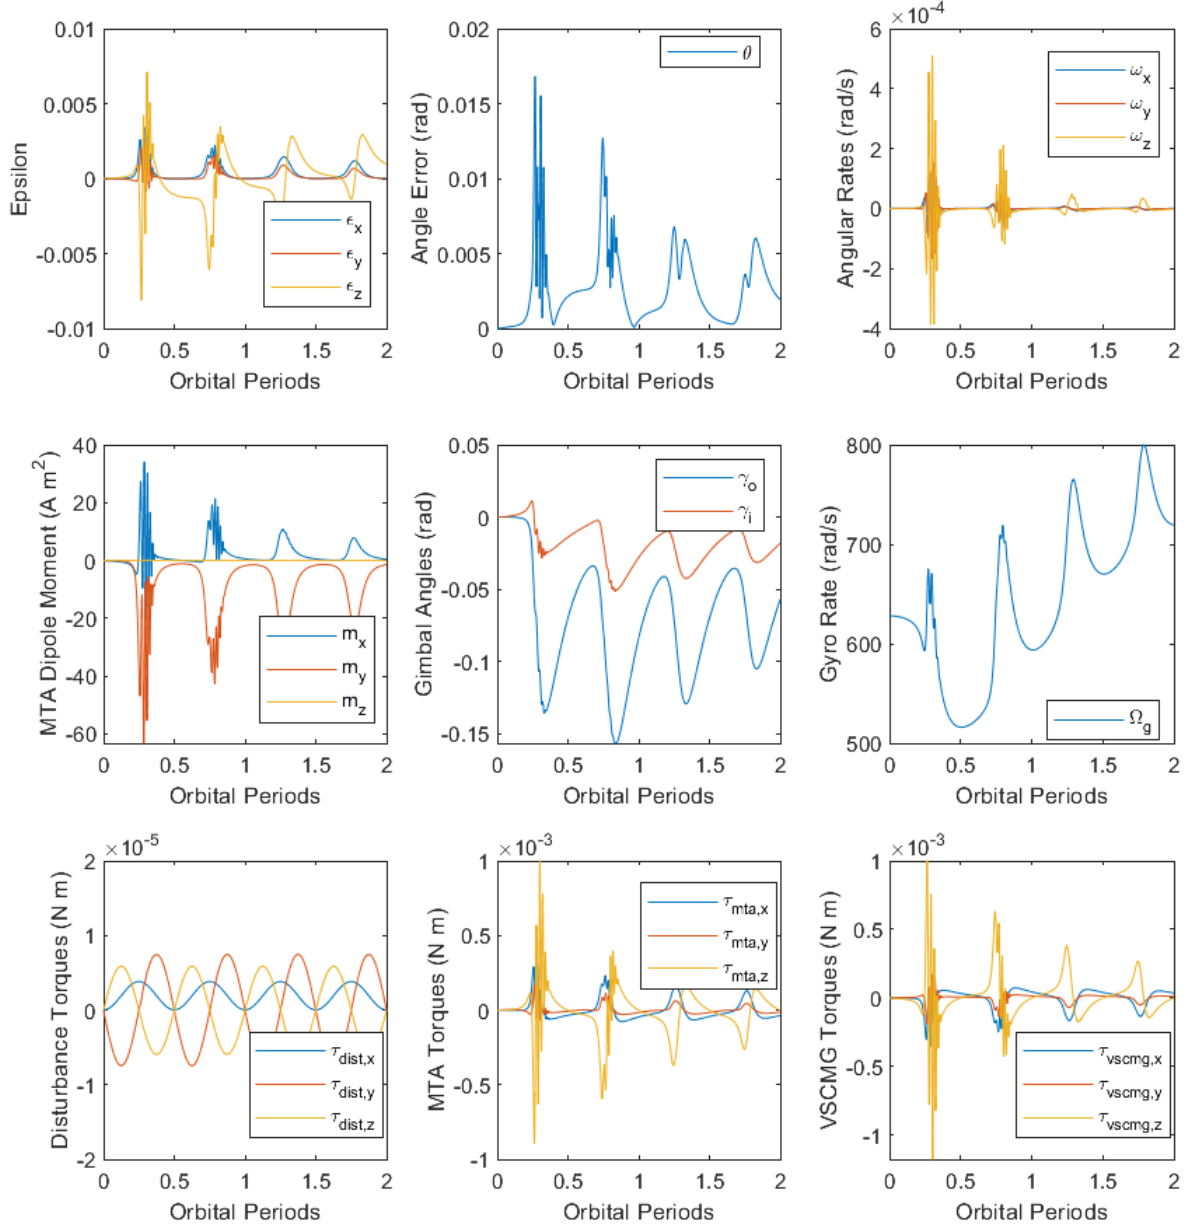 0.01
0.005
0
-0.005
-0.01
Epsilon
ϵx
ϵy
ϵz
0 0.5 1 1.5 2
Orbital Periods
0.02
0.015
0.01
0.005
0
Angle Error (rad)
θ
0 0.5 1 1.5 2
Orbital Periods
×10-4
6
4
2
0
-2
-4
Angular Rates (rad/s)
ωx
ωy
ωz
0 0.5 1 1.5 2
Orbital Periods
40
20
0
-20
-40
-60
MTA Dipole Moment (A m2)
mx
my
mz
0 0.5 1 1.5 2
Orbital Periods
0.05
0
-0.05
-0.1
-0.15
Gimbal Angles (rad)
γo
γi
0 0.5 1 1.5 2
Orbital Periods
800
700
600
500
Gyro Rate (rad/s)
Ωg
0 0.5 1 1.5 2
Orbital Periods
×10-5
2
1
0
-1
-2
Disturbance Torques (N m)
τdist,x
τdist,y
τdist,z
0 0.5 1 1.5 2
Orbital Periods
×10-3
1
0.5
0
-0.5
-1
MTA Torques (N m)
τmta,x
τmta,y
τmta,z
0 0.5 1 1.5 2
Orbital Periods
×10-3
1
0.5
0
-0.5
-1
VSCMG Torques (N m)
τvscmg,x
τvscmg,y
τvscmg,z
0 0.5 1 1.5 2
Orbital Periods